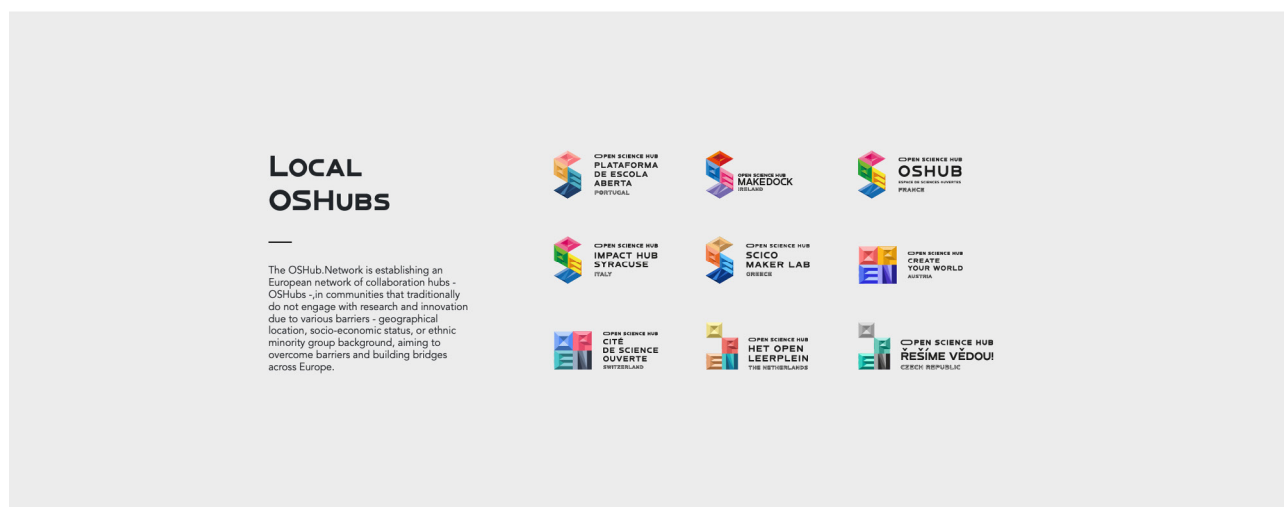 LOCAL
OSHUBS
The OSHub.Network is establishing an
European network of collaboration hubs -
OSHubs -,in communities that traditionally
do not engage with research and innovation
due to various barriers - geographical
location, socio-economic status, or ethnic
minority group background, aiming to
overcome barriers and building bridges
across Europe.
OPEN SCIENCE HUB
PLATAFORMA
DE ESCOLA
ABERTA
PORTUGAL
OPEN SCIENCE HUB
MAKEDOCK
IRELAND
OPEN SCIENCE HUB
OSHUB
ESPACE DE SCIENCES OUVERTES
FRANCE
OPEN SCIENCE HUB
IMPACT HUB
SYRACUSE
ITALY
OPEN SCIENCE HUB
SCICO
MAKER LAB
GREECE
OPEN SCIENCE HUB
CREATE
YOUR WORLD
AUSTRIA
OPEN SCIENCE HUB
CITÉ
DE SCIENCE
OUVERTE
SWITZERLAND
OPEN SCIENCE HUB
HET OPEN
LEERPLEIN
THE NETHERLANDS
OPEN SCIENCE HUB
ŘEŠÍME VĚDOU!
CZECH REPUBLIC